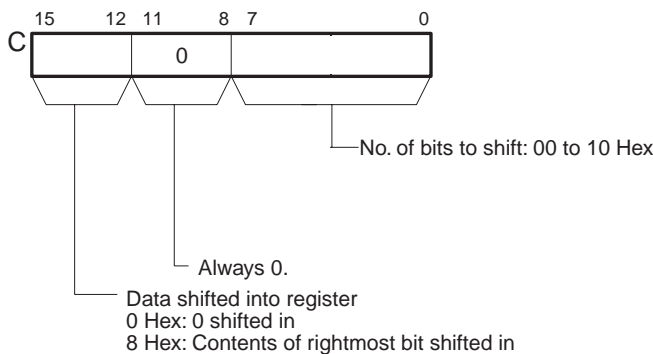 15 12 11 8 7 0
C
0
No. of bits to shift: 00 to 10 Hex
Always 0.
Data shifted into register
0 Hex: 0 shifted in
8 Hex: Contents of rightmost bit shifted in